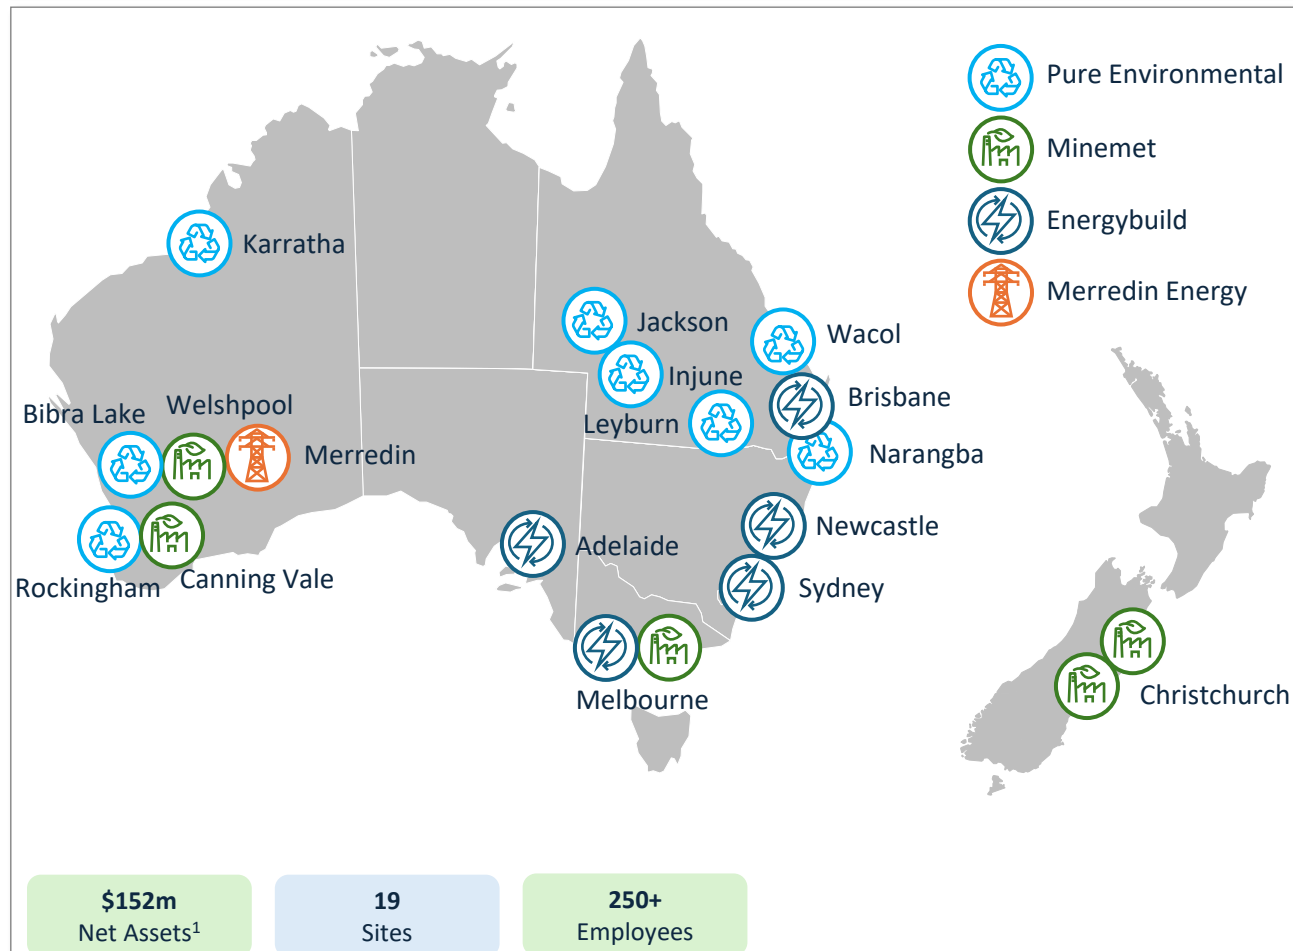 Pure Environmental
Minemet
Energybuild
Merredin Energy
Karratha
Jackson
Wacol
Injune
Brisbane
Leyburn
Narangba
Bibra Lake
Welshpool
Merredin
Newcastle
Adelaide
Rockingham
Canning Vale
Sydney
Melbourne
Christchurch
$152m
Net Assets¹
19
Sites
250+
Employees